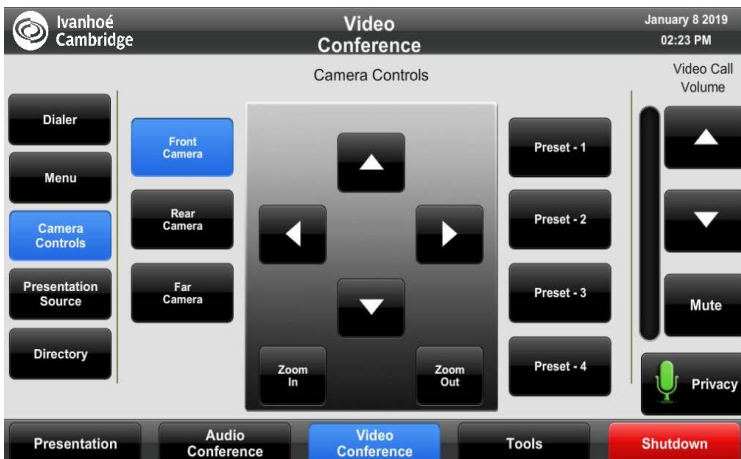 Ivanhoé
Cambridge
Video
Conference
January 8 2019
02:23 PM
Camera Controls
Video Call
Volume
Dialer
Menu
Camera
Controls
Presentation
Source
Directory
Front
Camera
Rear
Camera
Far
Camera
Zoom
In
Zoom
Out
Preset - 1
Preset - 2
Preset - 3
Preset - 4
Mute
Privacy
Presentation
Audio
Conference
Video
Conference
Tools
Shutdown